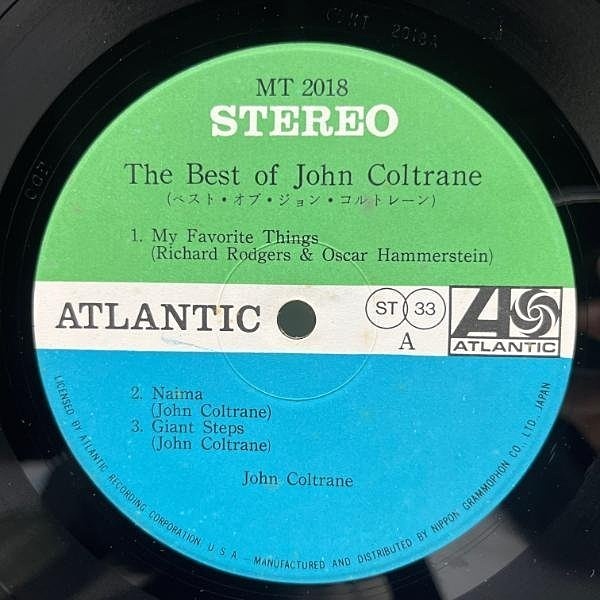 MT 2018
STEREO
The Best of John Coltrane
(ベスト・オブ・ジョン・コルトレーン)
1. My Favorite Things
(Richard Rodgers & Oscar Hammerstein)
ATLANTIC
ST 33
A
ATLANTIC
2. Naima
(John Coltrane)
3. Giant Steps
(John Coltrane)
John Coltrane
LICENSED BY ATLANTIC RECORDING CORPORATION, U.S.A.—MANUFACTURED AND DISTRIBUTED BY NIPPON GRAMMOPHON CO., LTD., JAPAN